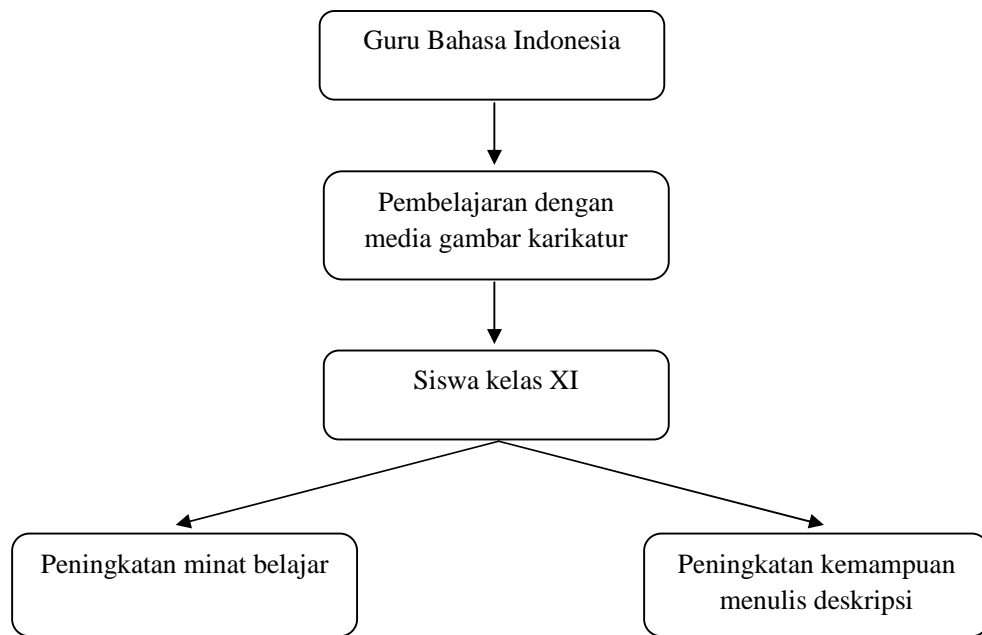 Guru Bahasa Indonesia
Pembelajaran dengan
media gambar karikatur
Siswa kelas XI
Peningkatan minat belajar
Peningkatan kemampuan
menulis deskripsi